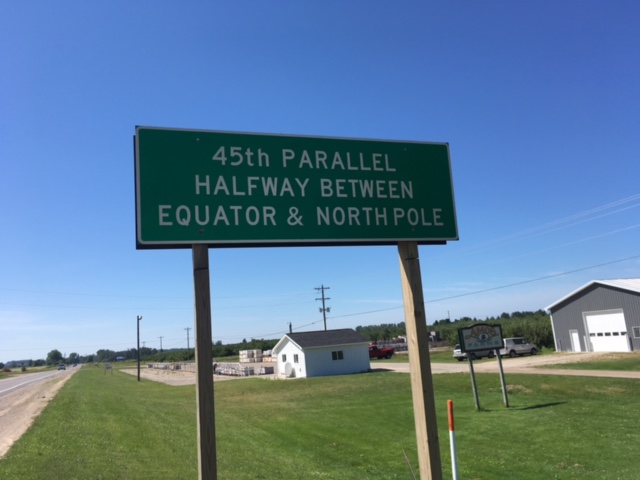 45th PARALLEL
HALFWAY BETWEEN
EQUATOR & NORTH POLE